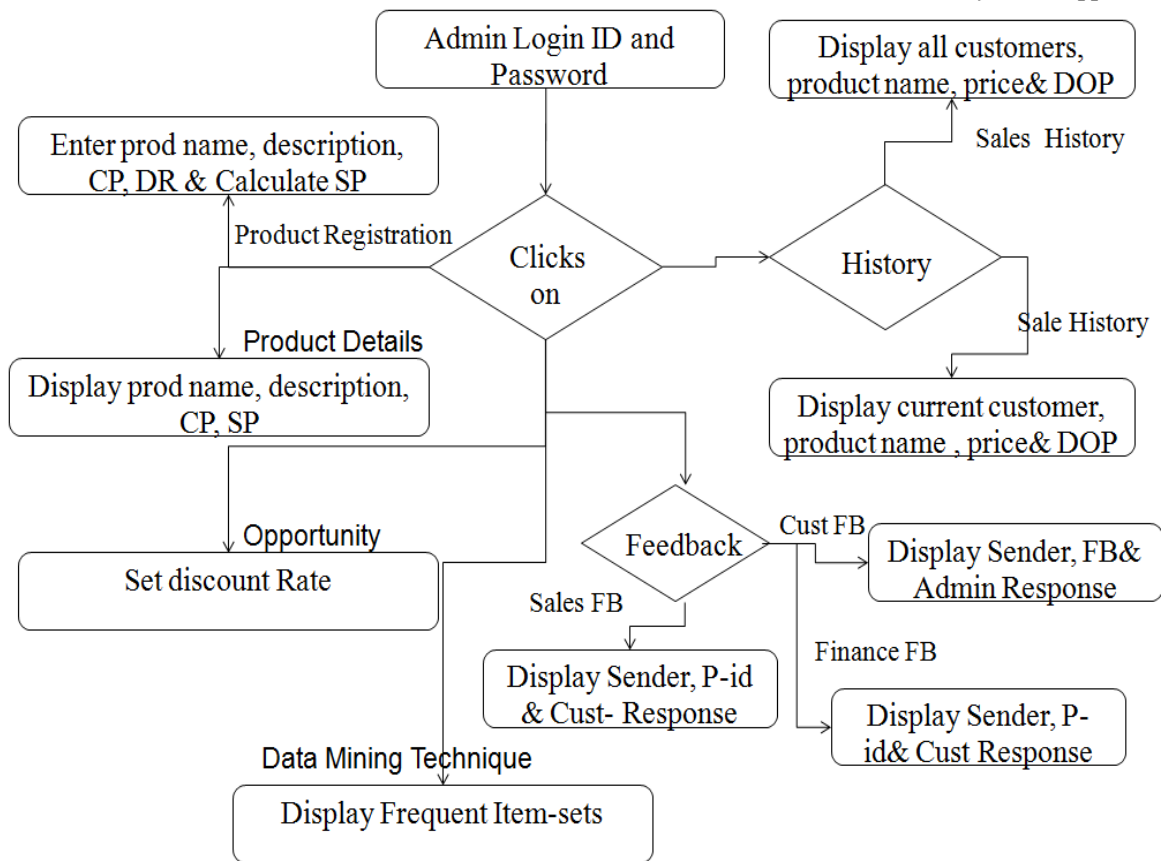 Admin Login ID and
Password
Display all customers,
product name, price& DOP
Sales History
Enter prod name, description,
CP, DR & Calculate SP
Product Registration
Clicks
on
History
Product Details
Sale History
Display prod name, description,
CP, SP
Display current customer,
product name , price& DOP
Opportunity
Set discount Rate
Feedback
Cust FB
Display Sender, FB&
Admin Response
Sales FB
Finance FB
Display Sender, P-id
& Cust- Response
Display Sender, P-
id& Cust Response
Data Mining Technique
Display Frequent Item-sets